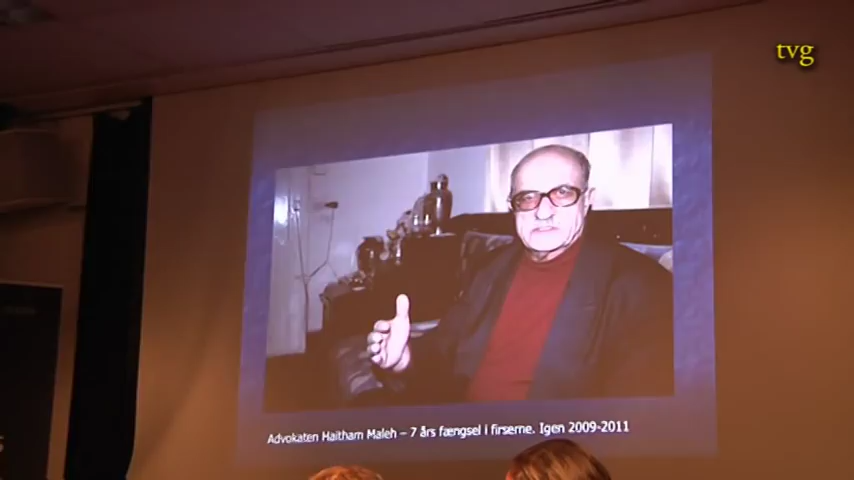 tvg
Advokaten Haitham Maleh – 7 års fængsel i firserne. Igen 2009-2011